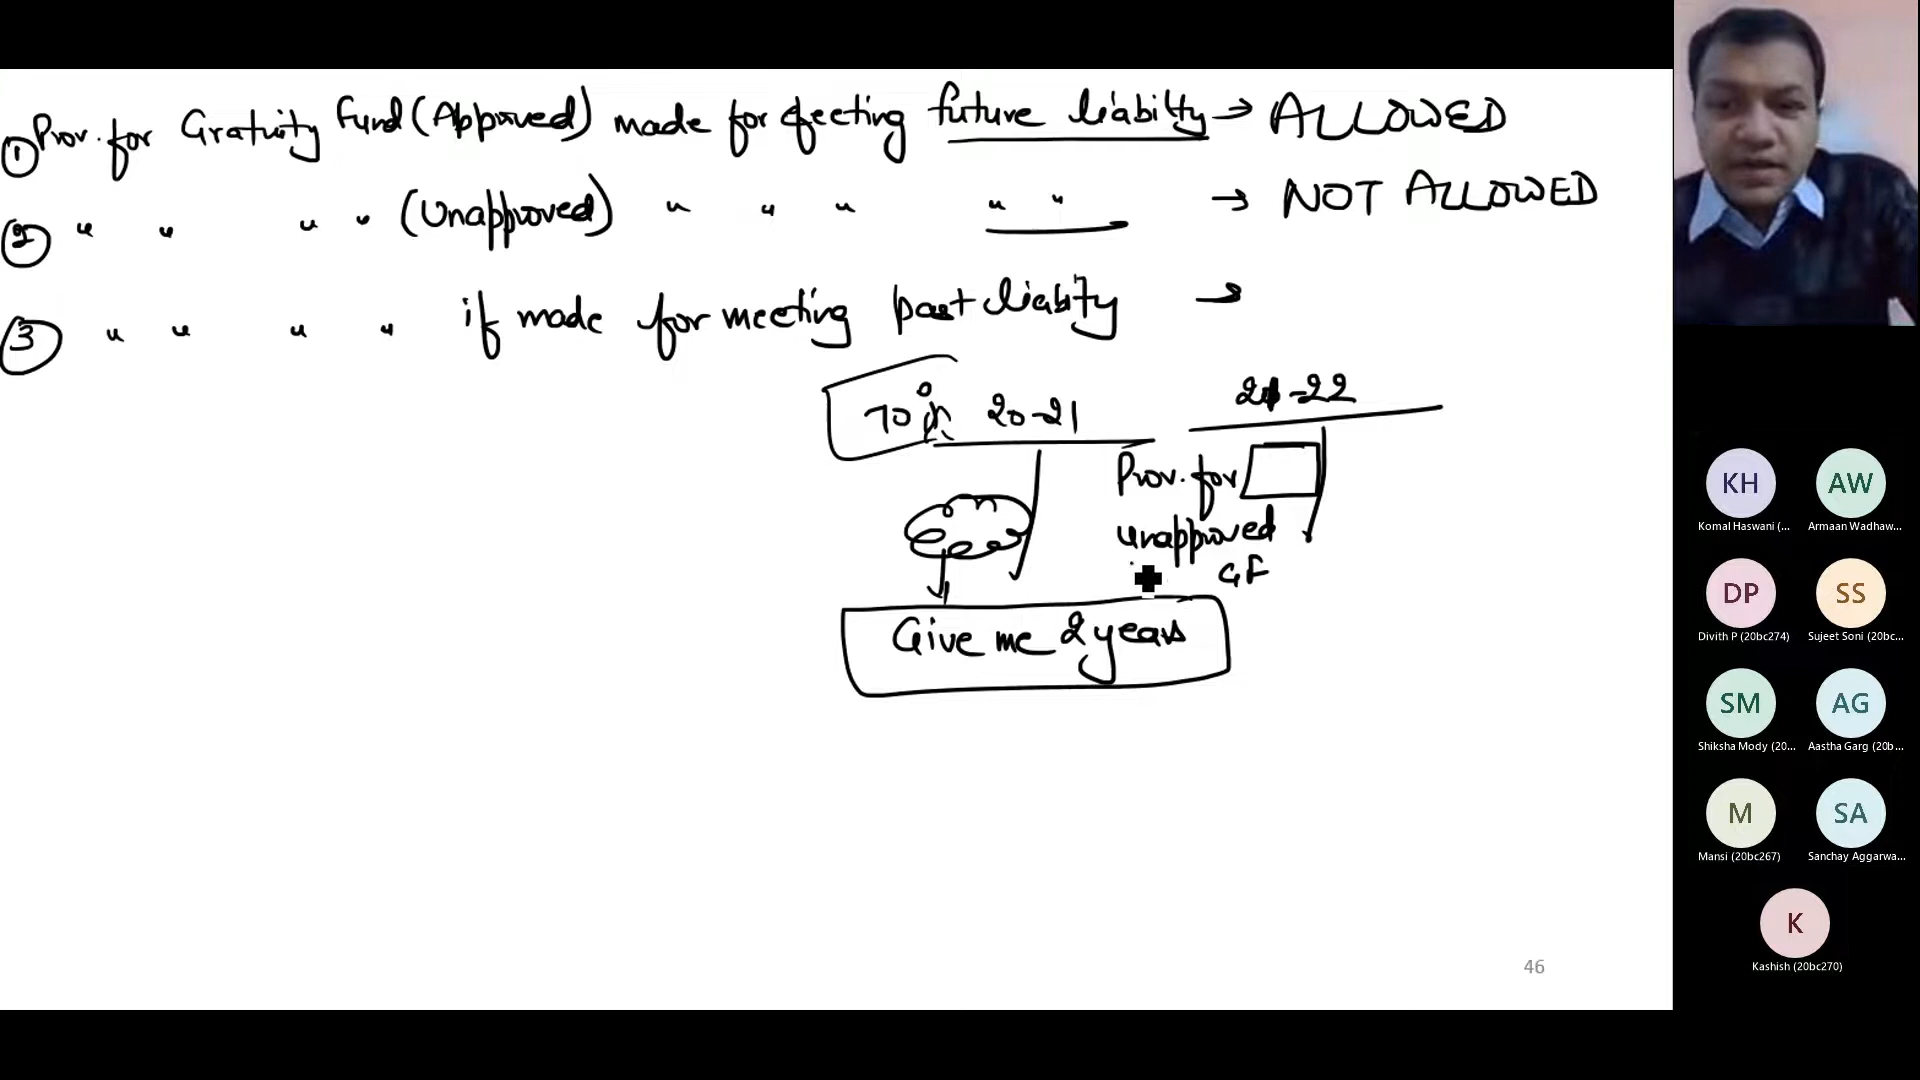 ① Prov. for Gratuity Fund (Approved) made for meeting future liabilty → ALLOWED
② " " " " (Unapproved) " " " " " → NOT ALLOWED
③ " " " " if made for meeting past liabity →
70 in 20-21
21-22
Prov. for
unapproved
GF
Give me 2 years
46
KH
Komal Haswani (...
AW
Armaan Wadhaw...
DP
Divith P (20bc274)
SS
Sujeet Soni (20bc...
SM
Shiksha Mody (20...
AG
Aastha Garg (20b...
M
Mansi (20bc267)
SA
Sanchay Aggarwa...
K
Kashish (20bc270)